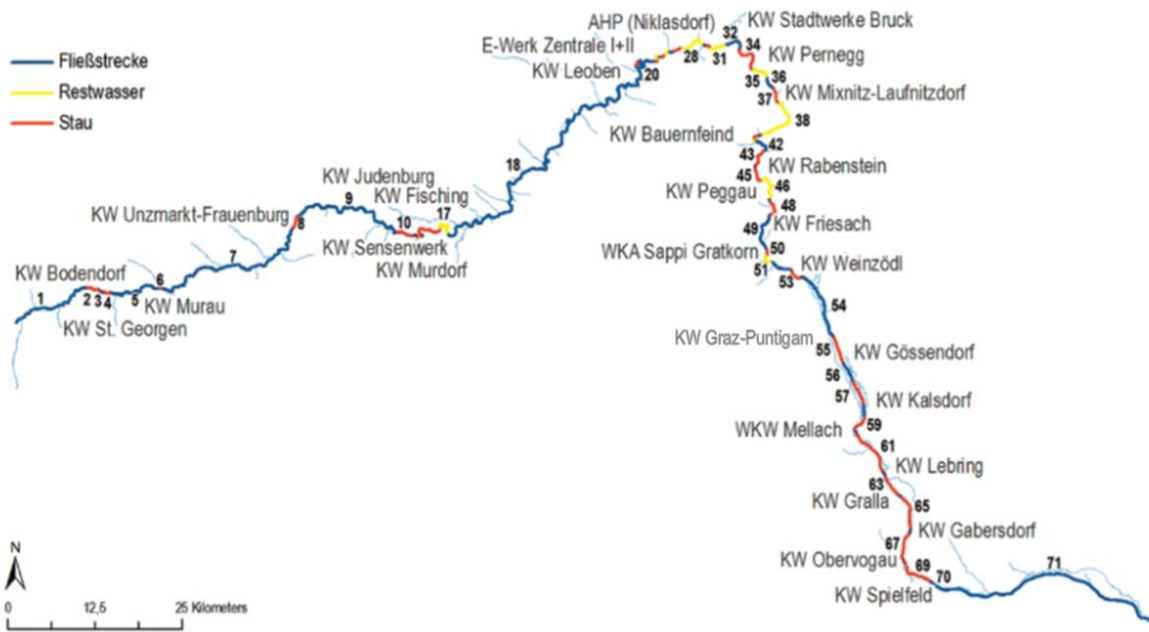 AHP (Niklasdorf)
32
KW Stadtwerke Bruck
E-Werk Zentrale I+II
28
31
34
KW Pernegg
Fließstrecke
KW Leoben
20
35
36
Restwasser
37
KW Mixnitz-Laufnitzdorf
Stau
38
KW Bauernfeind
42
43
18
KW Rabenstein
KW Judenburg
45
46
9
KW Fisching
KW Peggau
48
KW Unzmarkt-Frauenburg
8
10
17
49
KW Friesach
KW Sensenwerk
WKA Sappi Gratkorn
50
7
KW Murdorf
51
KW Weinzödl
KW Bodendorf
6
53
1
2
3
4
5
KW Murau
54
KW St. Georgen
KW Graz-Puntigam
55
KW Gössendorf
56
57
KW Kalsdorf
59
WKW Mellach
61
KW Lebring
63
KW Gralla
65
KW Gabersdorf
67
N
KW Obervogau
69
70
71
KW Spielfeld
0
12,5
25 Kilometers